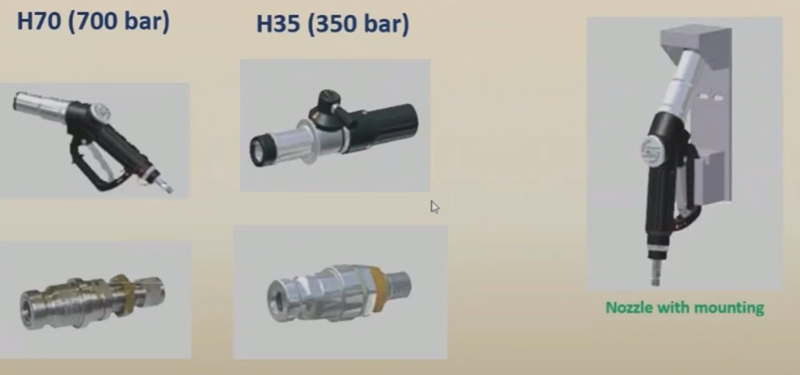 H70 (700 bar)
H35 (350 bar)
Nozzle with mounting